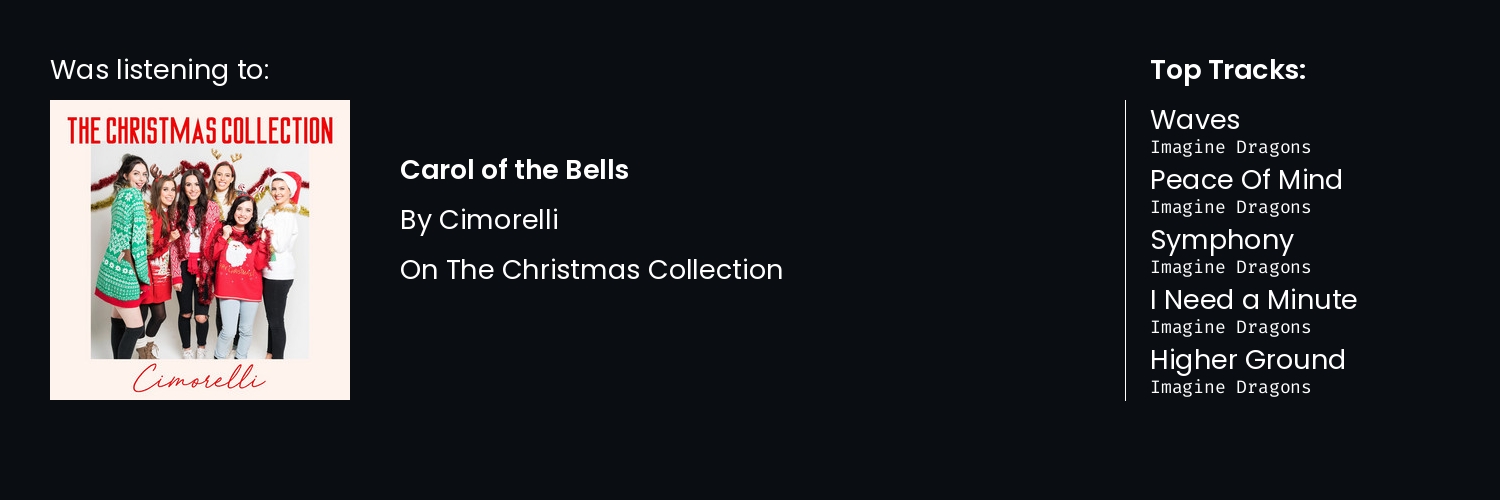 Was listening to:
THE CHRISTMAS COLLECTION
Cimorelli
Carol of the Bells
By Cimorelli
On The Christmas Collection
Top Tracks:
Waves
Imagine Dragons
Peace Of Mind
Imagine Dragons
Symphony
Imagine Dragons
I Need a Minute
Imagine Dragons
Higher Ground
Imagine Dragons